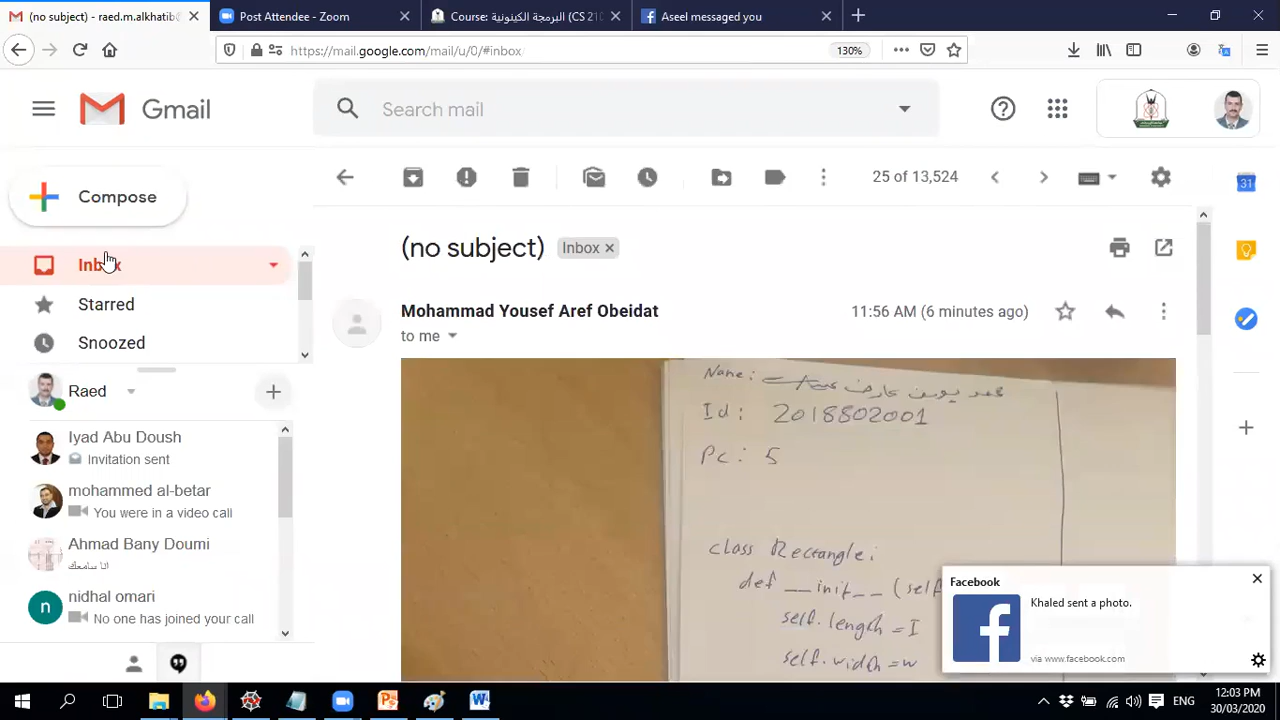 (no subject) - raed.m.alkhatib
Post Attendee - Zoom
Course: البرمجة الكينونية (CS 210
Aseel messaged you
https://mail.google.com/mail/u/0/#inbox
130%
Gmail
Search mail
Compose
25 of 13,524
31
Inbox
Starred
Snoozed
Raed
Iyad Abu Doush
Invitation sent
mohammed al-betar
You were in a video call
Ahmad Bany Doumi
انا سامعك
n
nidhal omari
No one has joined your call
(no subject)
Inbox
Mohammad Yousef Aref Obeidat
11:56 AM (6 minutes ago)
to me
Name: محمد يوسف عارف
Id: 2018802001
Pc: 5
class Rectangle:
def __init__ (self
self.length = l
self.width = w
Facebook
Khaled sent a photo.
via www.facebook.com
ENG
12:03 PM
30/03/2020